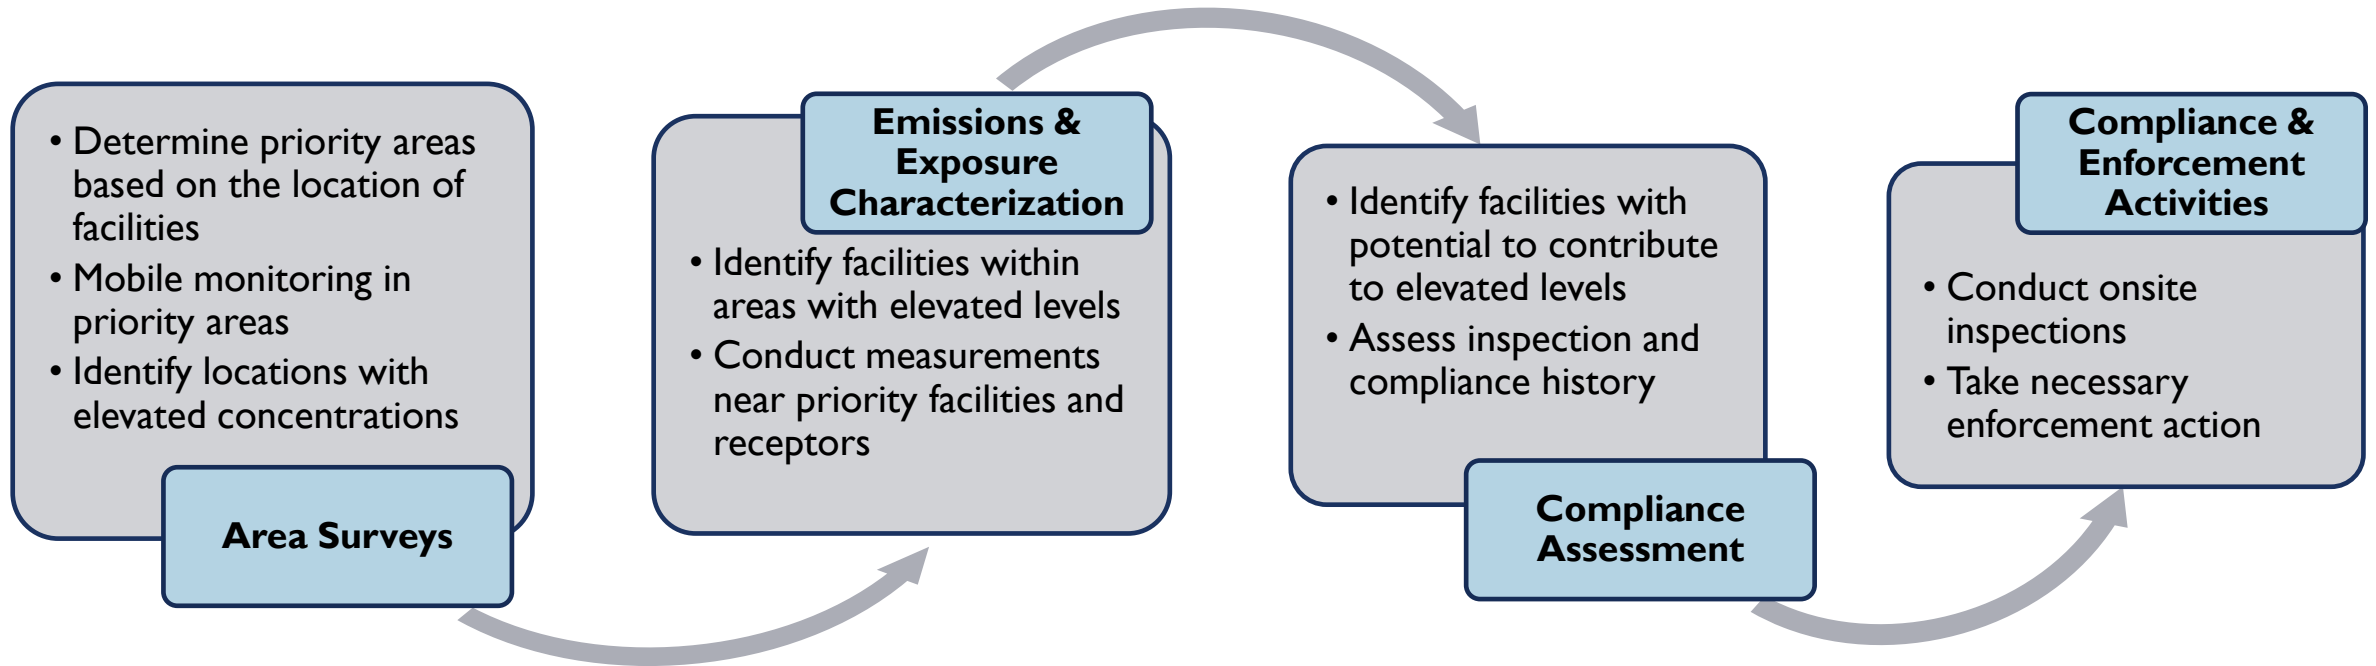 • Determine priority areas
based on the location of
facilities
• Mobile monitoring in
priority areas
• Identify locations with
elevated concentrations
Area Surveys
Emissions &
Exposure
Characterization
• Identify facilities within
areas with elevated levels
• Conduct measurements
near priority facilities and
receptors
• Identify facilities with
potential to contribute
to elevated levels
• Assess inspection and
compliance history
Compliance
Assessment
Compliance &
Enforcement
Activities
• Conduct onsite
inspections
• Take necessary
enforcement action